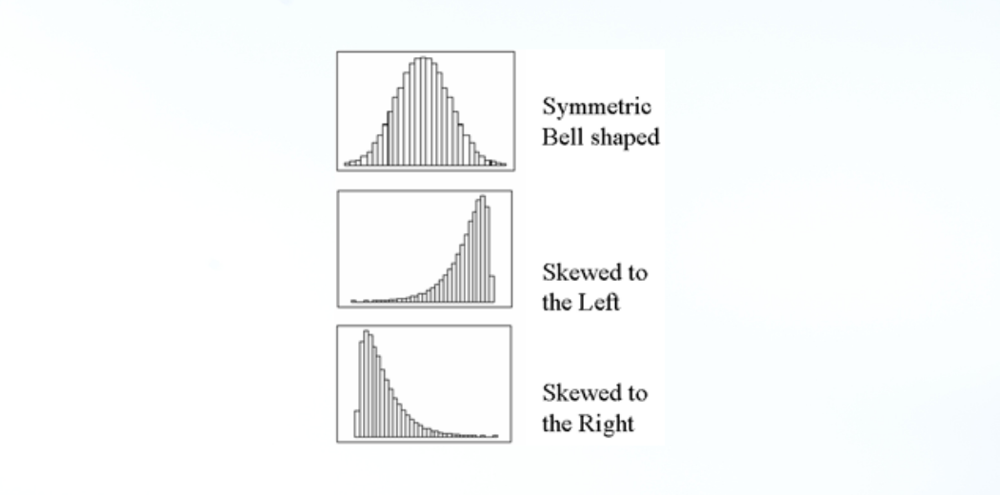 Symmetric
Bell shaped
Skewed to
the Left
Skewed to
the Right